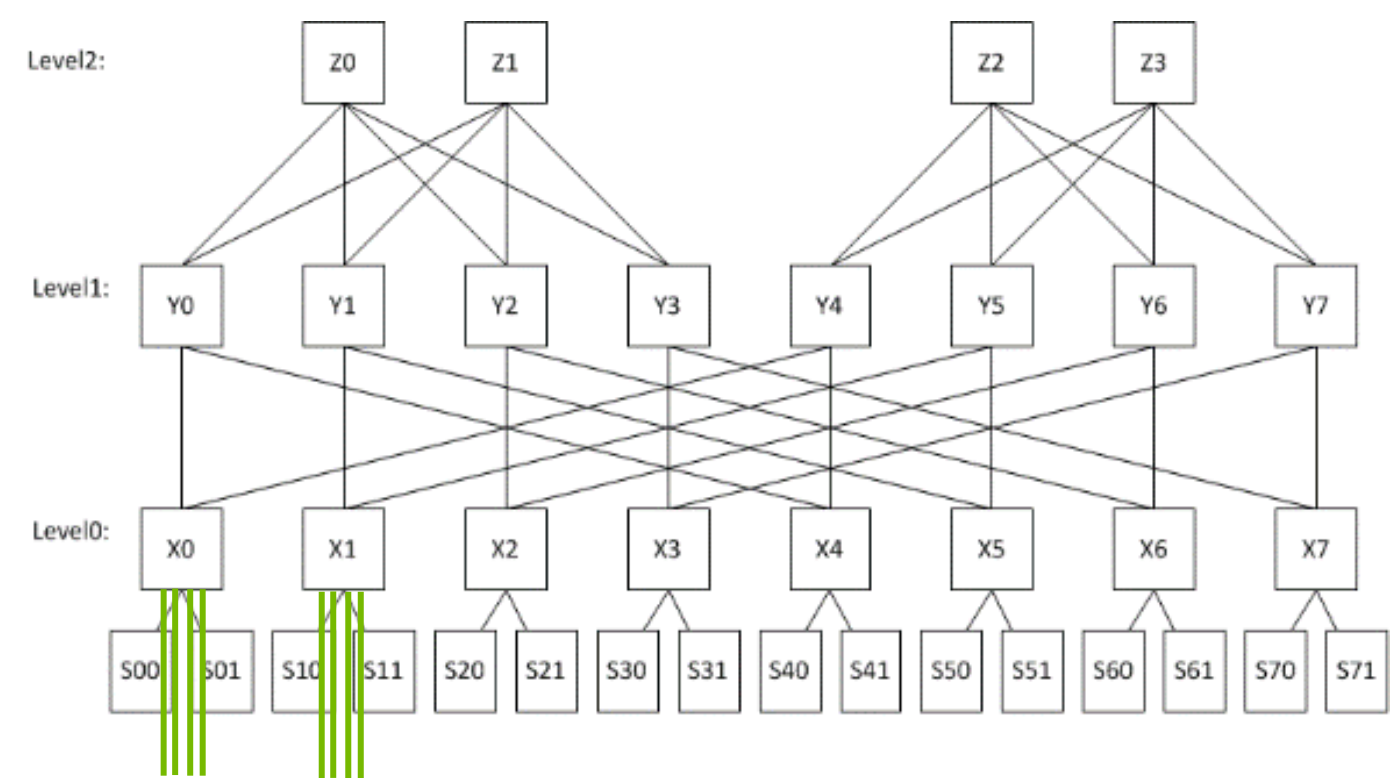 Level2: Z0 Z1 Z2 Z3
Level1: Y0 Y1 Y2 Y3 Y4 Y5 Y6 Y7
Level0: X0 X1 X2 X3 X4 X5 X6 X7
S00 S01 S10 S11 S20 S21 S30 S31 S40 S41 S50 S51 S60 S61 S70 S71